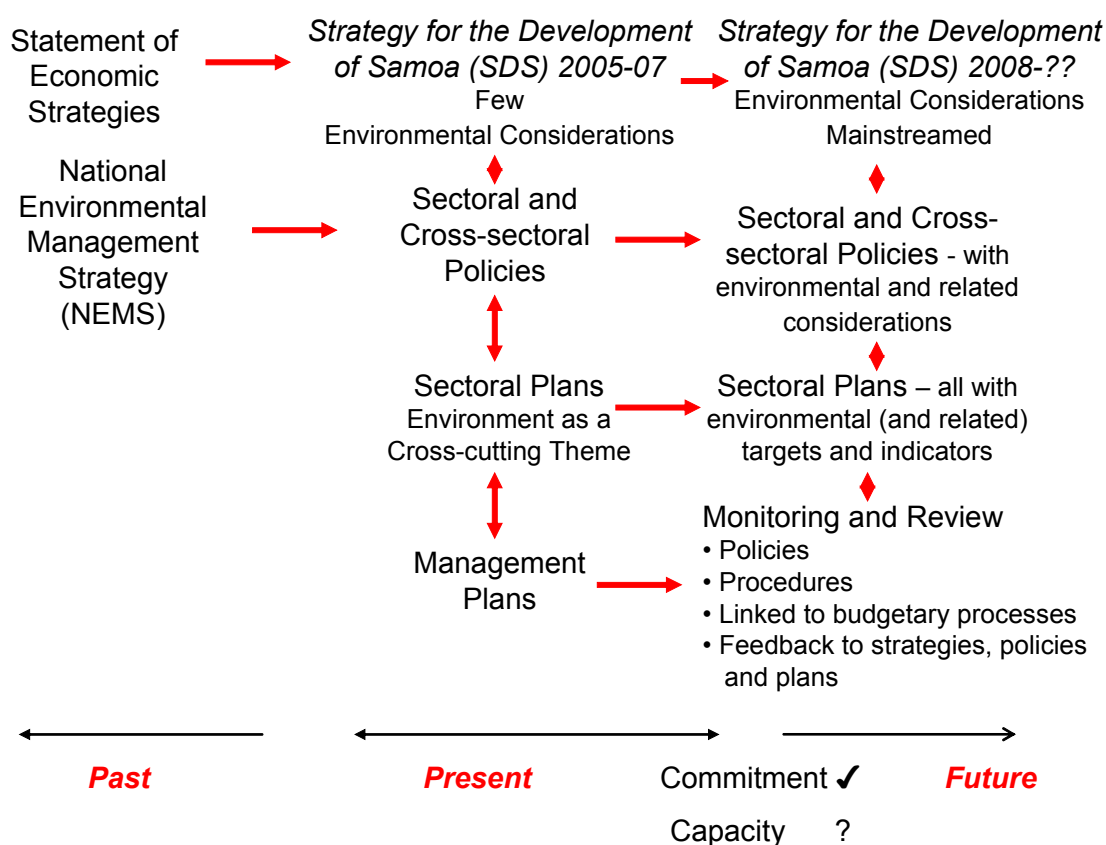 Statement of
Economic
Strategies
National
Environmental
Management
Strategy
(NEMS)
Strategy for the Development
of Samoa (SDS) 2005-07
Few
Environmental Considerations
Sectoral and
Cross-sectoral
Policies
Sectoral Plans
Environment as a
Cross-cutting Theme
Management
Plans
Strategy for the Development
of Samoa (SDS) 2008-??
Environmental Considerations
Mainstreamed
Sectoral and Cross-
sectoral Policies - with
environmental and related
considerations
Sectoral Plans – all with
environmental (and related)
targets and indicators
Monitoring and Review
• Policies
• Procedures
• Linked to budgetary processes
• Feedback to strategies, policies
and plans
Past
Present
Commitment ✓
Future
Capacity ?